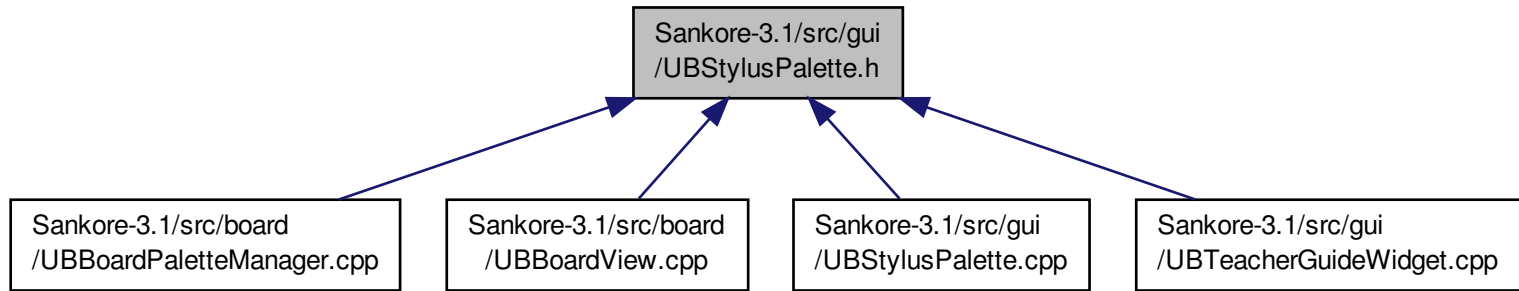 Sankore-3.1/src/gui
/UBStylusPalette.h
Sankore-3.1/src/board
/UBBoardPaletteManager.cpp
Sankore-3.1/src/board
/UBBoardView.cpp
Sankore-3.1/src/gui
/UBStylusPalette.cpp
Sankore-3.1/src/gui
/UBTeacherGuideWidget.cpp